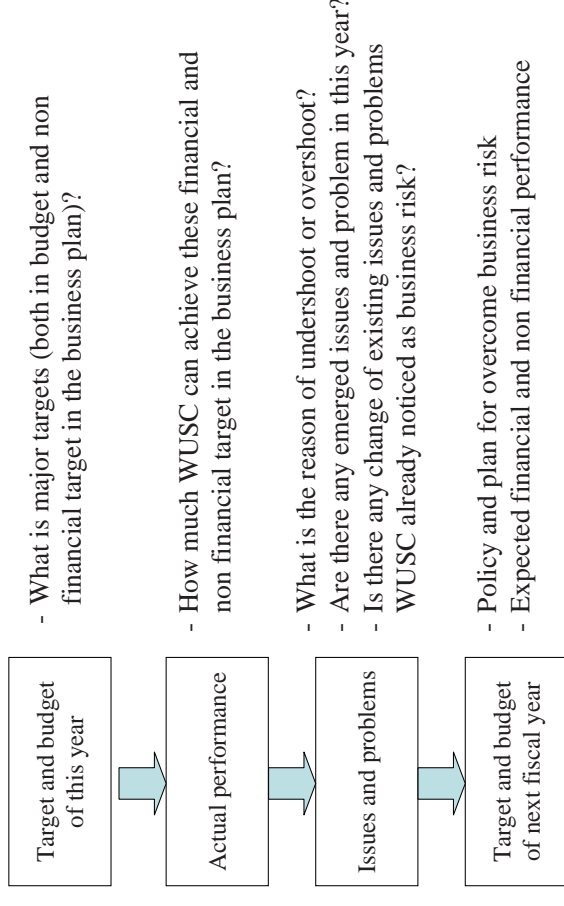 Target and budget
of this year
- What is major targets (both in budget and non
financial target in the business plan)?
Actual performance
- How much WUSC can achieve these financial and
non financial target in the business plan?
Issues and problems
- What is the reason of undershoot or overshoot?
- Are there any emerged issues and problem in this year?
- Is there any change of existing issues and problems
WUSC already noticed as business risk?
Target and budget
of next fiscal year
- Policy and plan for overcome business risk
- Expected financial and non financial performance